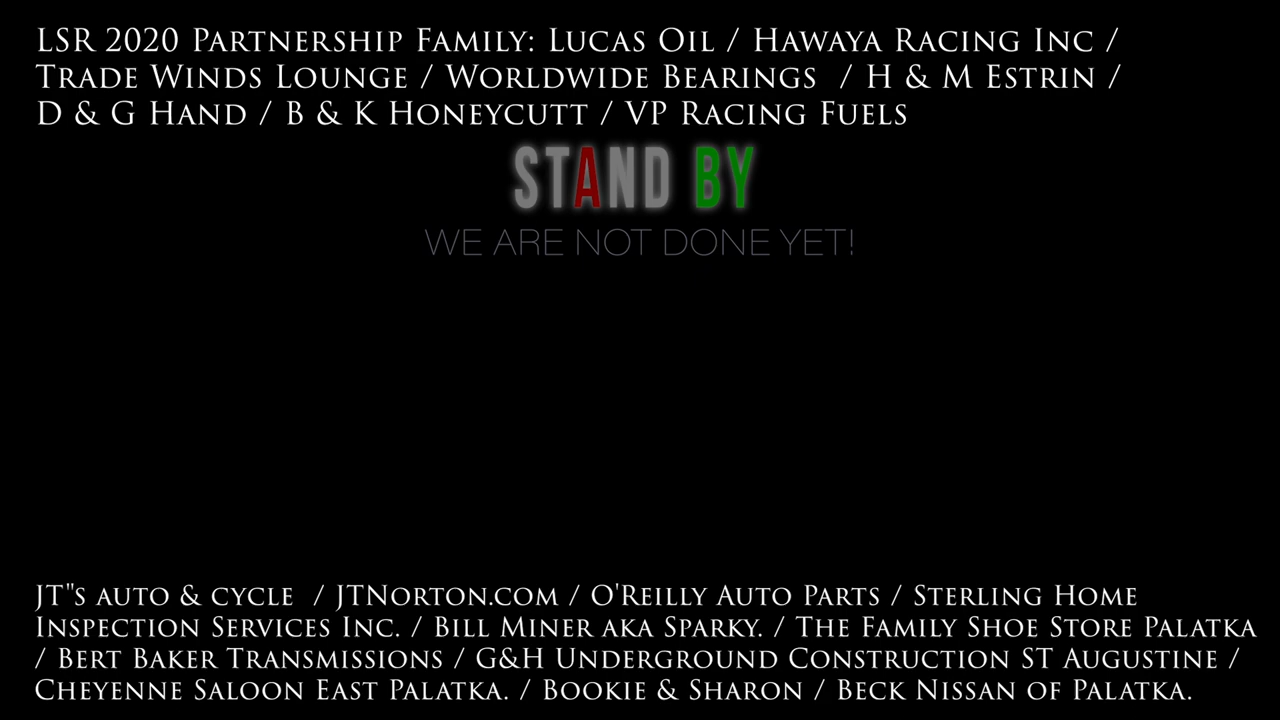 LSR 2020 Partnership Family: Lucas Oil / Hawaya Racing Inc /
Trade Winds Lounge / Worldwide Bearings / H & M Estrin /
D & G Hand / B & K Honeycutt / VP Racing Fuels
STAND BY
WE ARE NOT DONE YET!
JT"s auto & cycle / JTNorton.com / O'Reilly Auto Parts / Sterling Home
Inspection Services Inc. / Bill Miner aka Sparky. / The Family Shoe Store Palatka
/ Bert Baker Transmissions / G&H Underground Construction ST Augustine /
Cheyenne Saloon East Palatka. / Bookie & Sharon / Beck Nissan of Palatka.